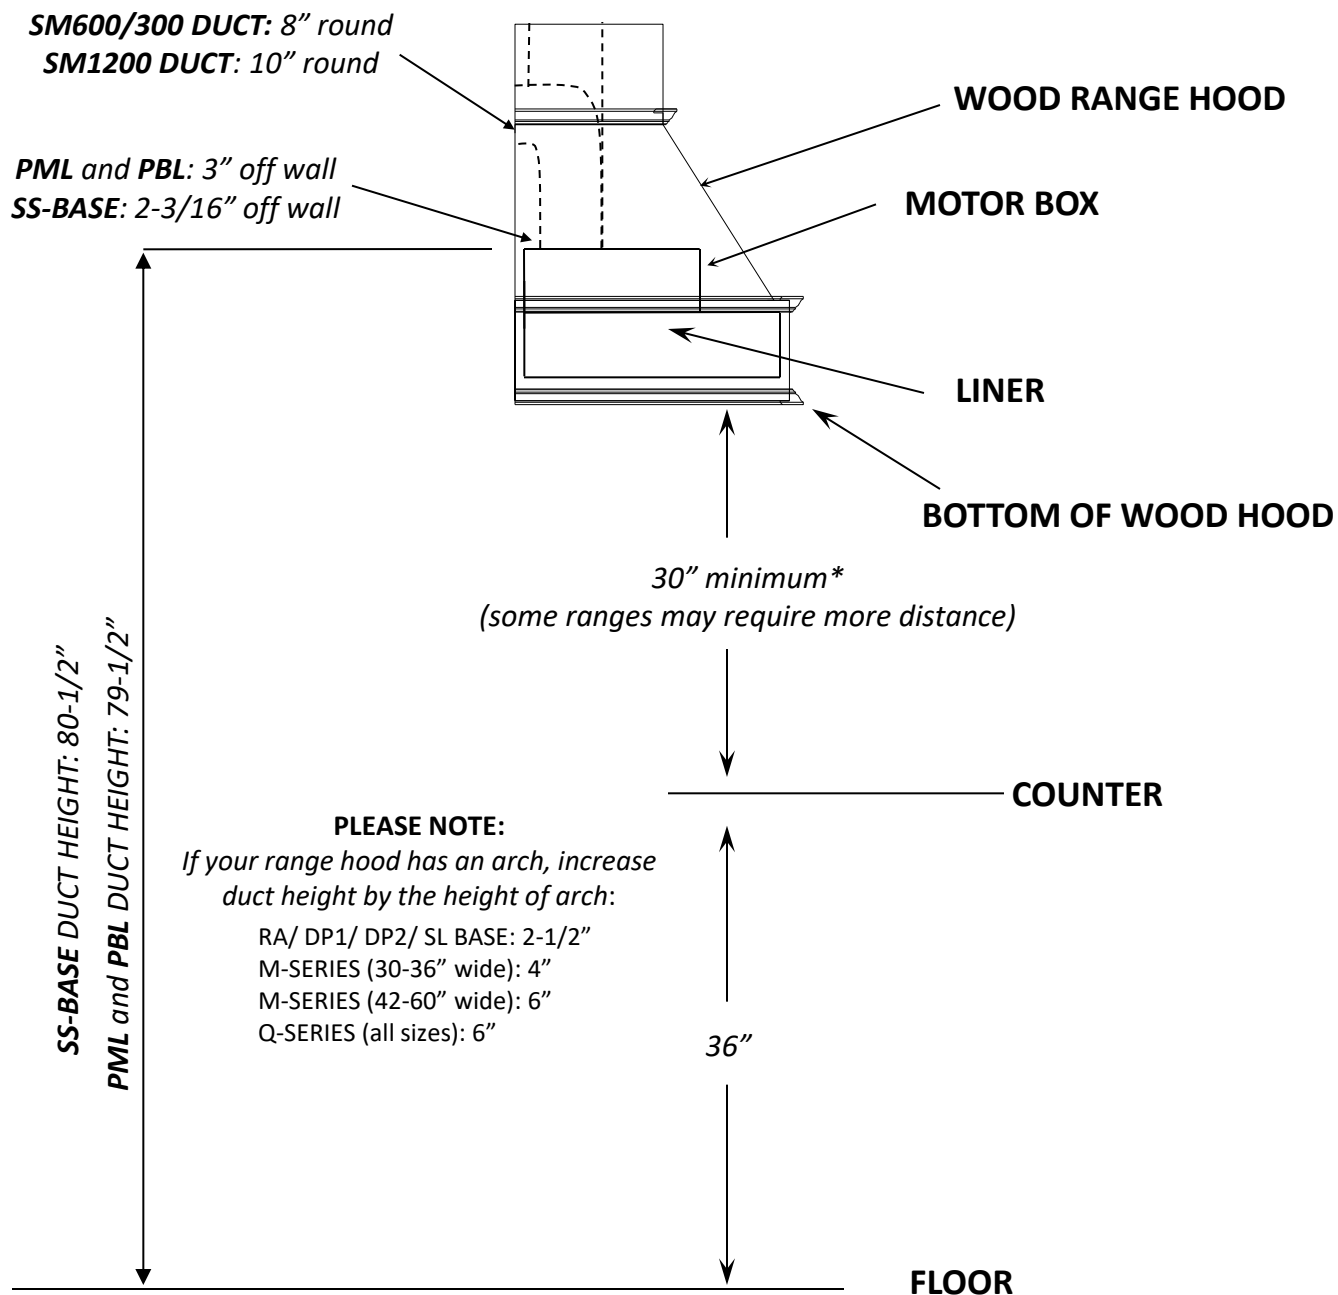 SM600/300 DUCT: 8” round
SM1200 DUCT: 10” round
WOOD RANGE HOOD
PML and PBL: 3” off wall
SS-BASE: 2-3/16” off wall
MOTOR BOX
LINER
BOTTOM OF WOOD HOOD
30” minimum*
(some ranges may require more distance)
SS-BASE DUCT HEIGHT: 80-1/2”
PML and PBL DUCT HEIGHT: 79-1/2”
COUNTER
PLEASE NOTE:
If your range hood has an arch, increase
duct height by the height of arch:
RA/ DP1/ DP2/ SL BASE: 2-1/2”
M-SERIES (30-36” wide): 4”
M-SERIES (42-60” wide): 6”
Q-SERIES (all sizes): 6”
36”
FLOOR